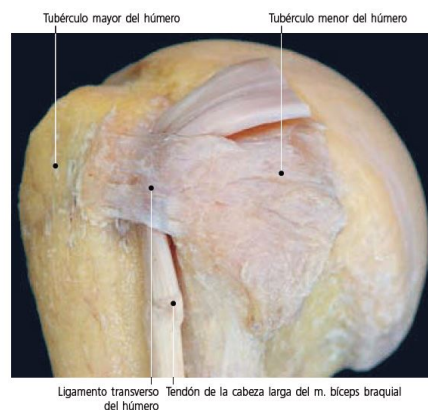 Tubérculo mayor del húmero
Tubérculo menor del húmero
Ligamento transverso
del húmero
Tendón de la cabeza larga del m. bíceps braquial